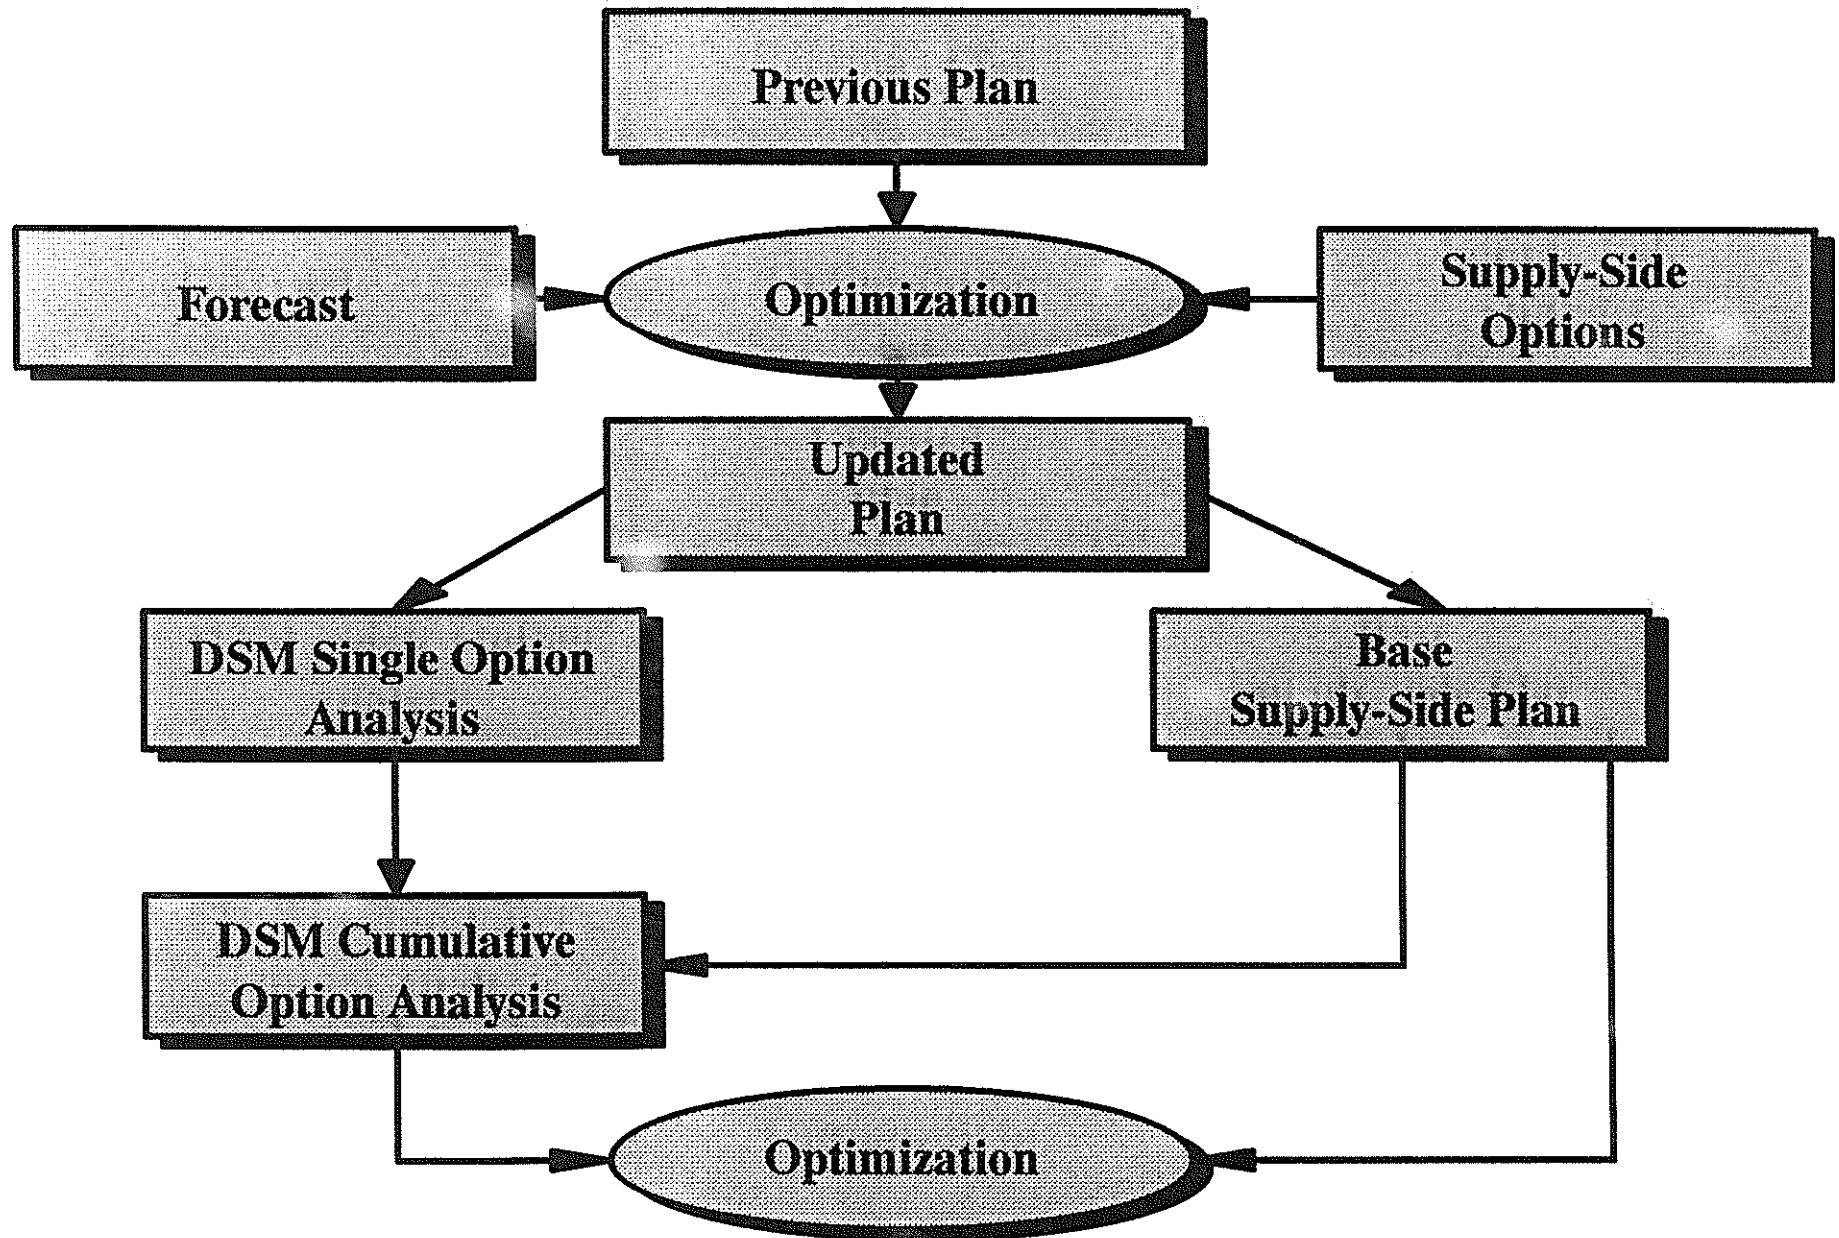 Previous Plan
Forecast
Optimization
Supply-Side
Options
Updated
Plan
DSM Single Option
Analysis
Base
Supply-Side Plan
DSM Cumulative
Option Analysis
Optimization